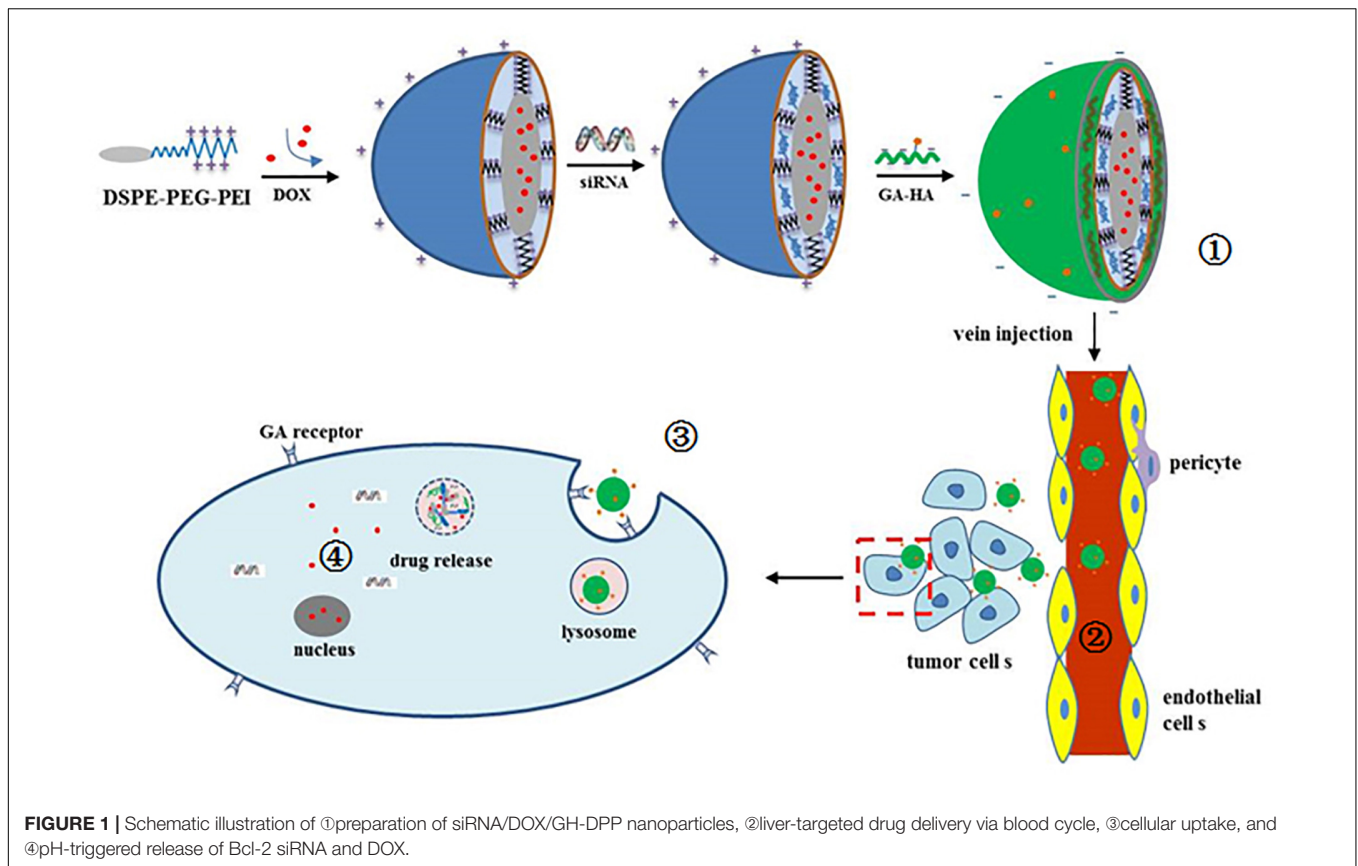 DSPE-PEG-PEI
DOX
siRNA
GA-HA
①
vein injection
GA receptor
③
pericyte
④
drug release
lysosome
nucleus
tumor cell s
②
endothelial
cell s
FIGURE 1 | Schematic illustration of ①preparation of siRNA/DOX/GH-DPP nanoparticles, ②liver-targeted drug delivery via blood cycle, ③cellular uptake, and
④pH-triggered release of Bcl-2 siRNA and DOX.